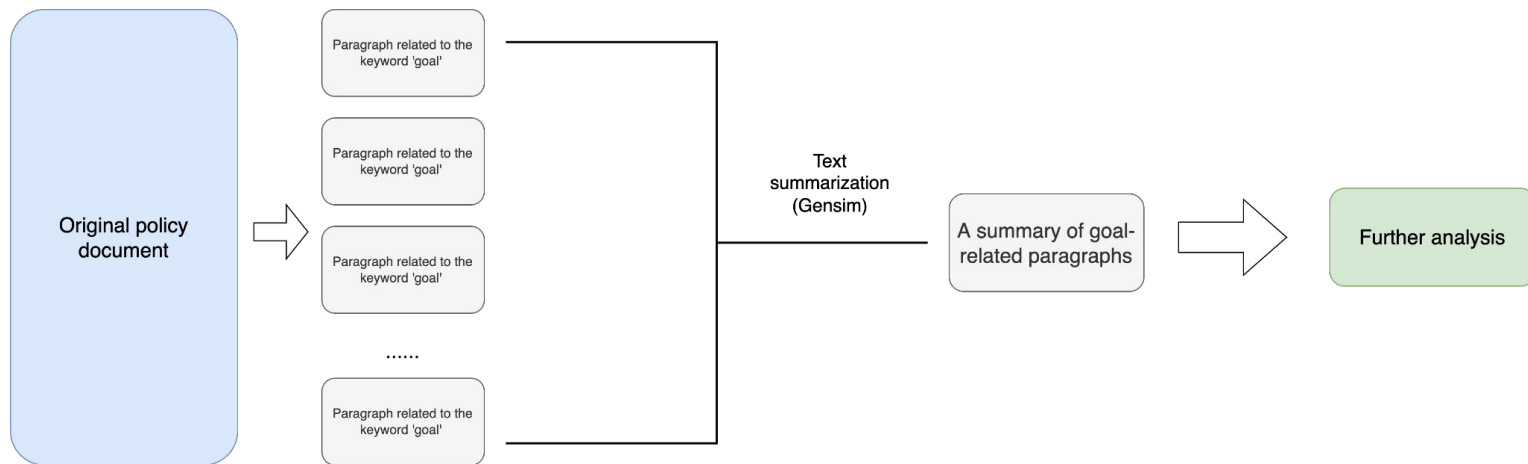 Original policy
document
Paragraph related to the
keyword 'goal'
Paragraph related to the
keyword 'goal'
Paragraph related to the
keyword 'goal'
......
Paragraph related to the
keyword 'goal'
Text
summarization
(Gensim)
A summary of goal-
related paragraphs
Further analysis